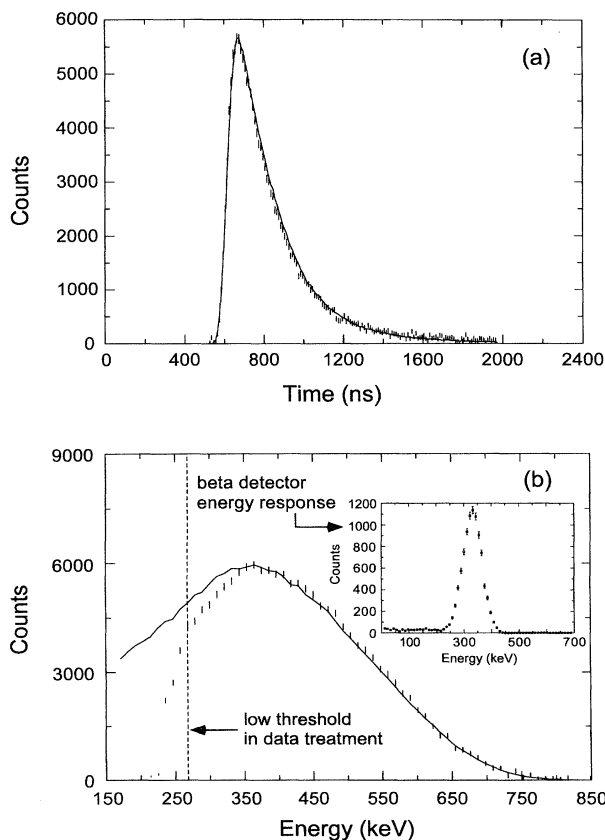 6000
(a)
5000
4000
3000
2000
1000
0
Counts
0 400 800 1200 1600 2000 2400
Time (ns)
9000
(b)
beta detector
energy response
6000
3000
0
Counts
low threshold
in data treatment
150 250 350 450 550 650 750 850
Energy (keV)
1200
1000
800
600
400
200
0
Counts
100 300 500 700
Energy (keV)